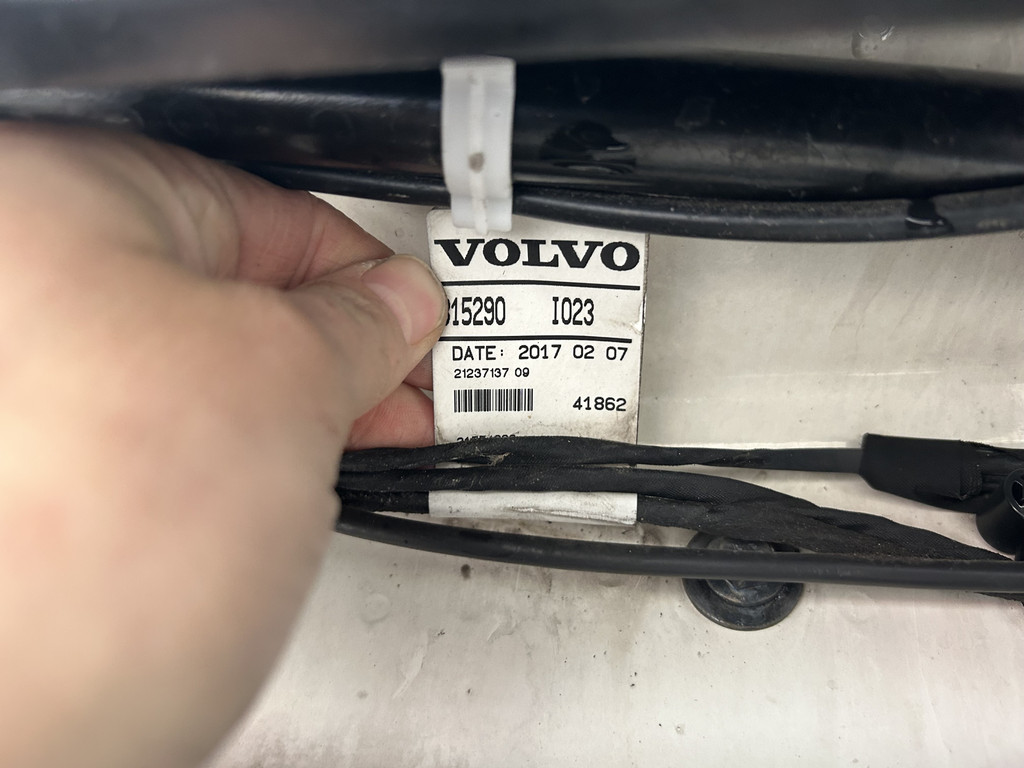 VOLVO
15290 I023
DATE: 2017 02 07
21237137 09
41862